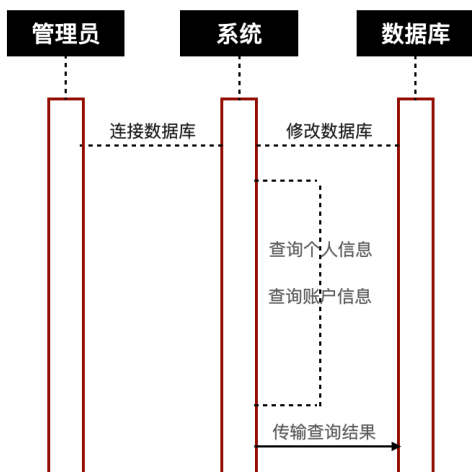 管理员
系统
数据库
连接数据库
修改数据库
查询个人信息
查询账户信息
传输查询结果